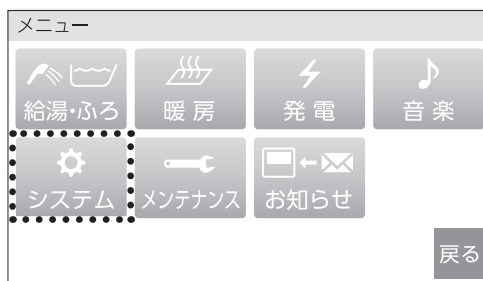 メニュー
給湯・ふろ
暖房
発電
音楽
システム
メンテナンス
お知らせ
戻る